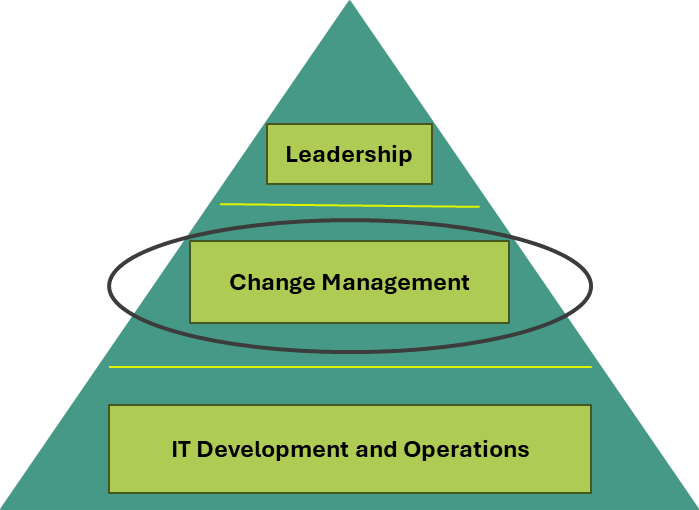 Leadership
Change Management
IT Development and Operations